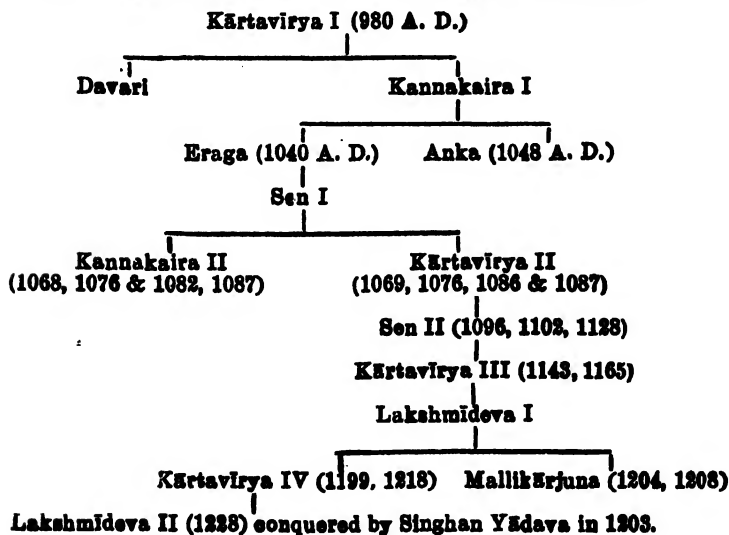 Kārtavīrya I (980 A. D.)
Davari Kannakaira I
Eraga (1040 A. D.) Anka (1048 A. D.)
Sen I
Kannakaira II Kārtavīrya II
(1068, 1076 & 1082, 1087) (1069, 1076, 1086 & 1087)
Sen II (1096, 1102, 1128)
Kārtavīrya III (1143, 1165)
Lakshmīdeva I
Kārtavīrya IV (1199, 1218) Mallikārjuna (1204, 1208)
Lakshmīdeva II (1228) conquered by Singhan Yādava in 1203.